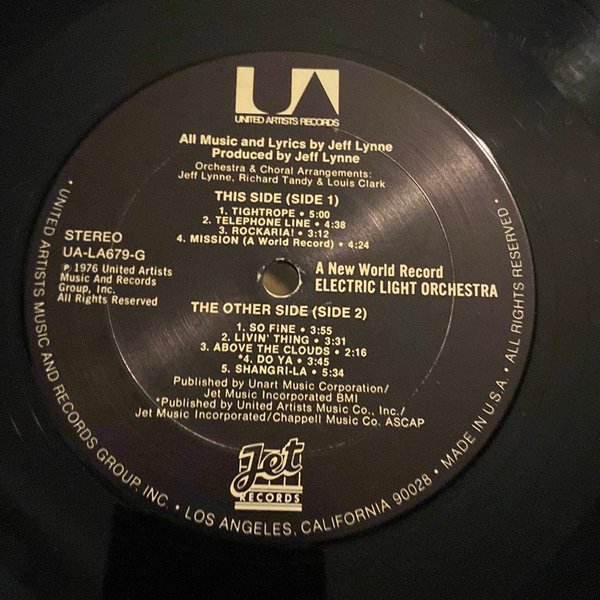 UA
UNITED ARTISTS RECORDS
All Music and Lyrics by Jeff Lynne
Produced by Jeff Lynne
Orchestra & Choral Arrangements:
Jeff Lynne, Richard Tandy & Louis Clark
THIS SIDE (SIDE 1)
1. TIGHTROPE • 5:00
2. TELEPHONE LINE • 4:38
3. ROCKARIA! • 3:12
4. MISSION (A World Record) • 4:24
STEREO
UA-LA679-G
℗ 1976 United Artists
Music And Records
Group, Inc
All Rights Reserved
A New World Record
ELECTRIC LIGHT ORCHESTRA
THE OTHER SIDE (SIDE 2)
1. SO FINE • 3:55
2. LIVIN' THING • 3:31
3. ABOVE THE CLOUDS • 2:16
*4. DO YA • 3:45
5. SHANGRI-LA • 5:34
Published by Unart Music Corporation/
Jet Music Incorporated BMI
*Published by United Artists Music Co., Inc./
Jet Music Incorporated/Chappell Music Co. ASCAP
Jet
RECORDS
• UNITED ARTISTS MUSIC AND RECORDS GROUP, INC. • LOS ANGELES, CALIFORNIA 90028 • MADE IN U.S.A. • ALL RIGHTS RESERVED •